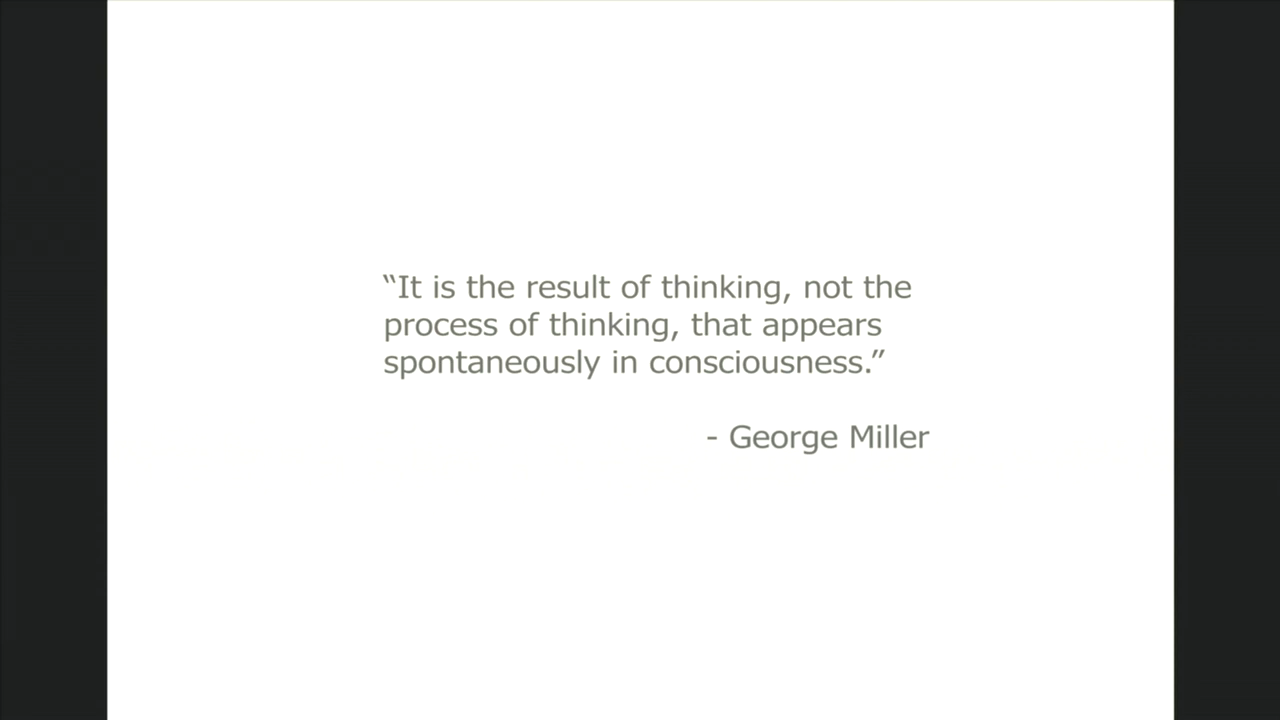 “It is the result of thinking, not the
process of thinking, that appears
spontaneously in consciousness.”
- George Miller